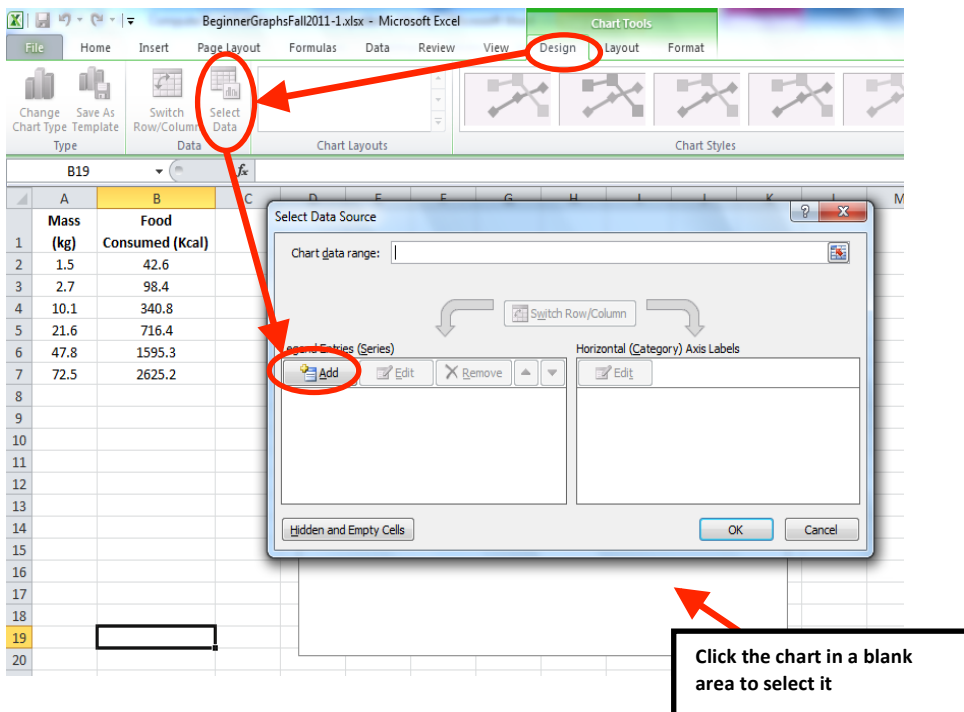 BeginnerGraphsFall2011-1.xlsx - Microsoft Excel
Chart Tools
File Home Insert Page Layout Formulas Data Review View Design Layout Format
Change Chart Type
Save As Template
Switch Row/Column
Select Data
Type Data Chart Layouts Chart Styles
B19 fx
A B C D E F G H I J K L M
Mass (kg)
Food Consumed (Kcal)
1
2 1.5 42.6
3 2.7 98.4
4 10.1 340.8
5 21.6 716.4
6 47.8 1595.3
7 72.5 2625.2
8
9
10
11
12
13
14
15
16
17
18
19
20
Select Data Source
Chart data range:
Switch Row/Column
Legend Entries (Series)
Horizontal (Category) Axis Labels
Add Edit Remove
Edit
Hidden and Empty Cells
OK Cancel
Click the chart in a blank
area to select it